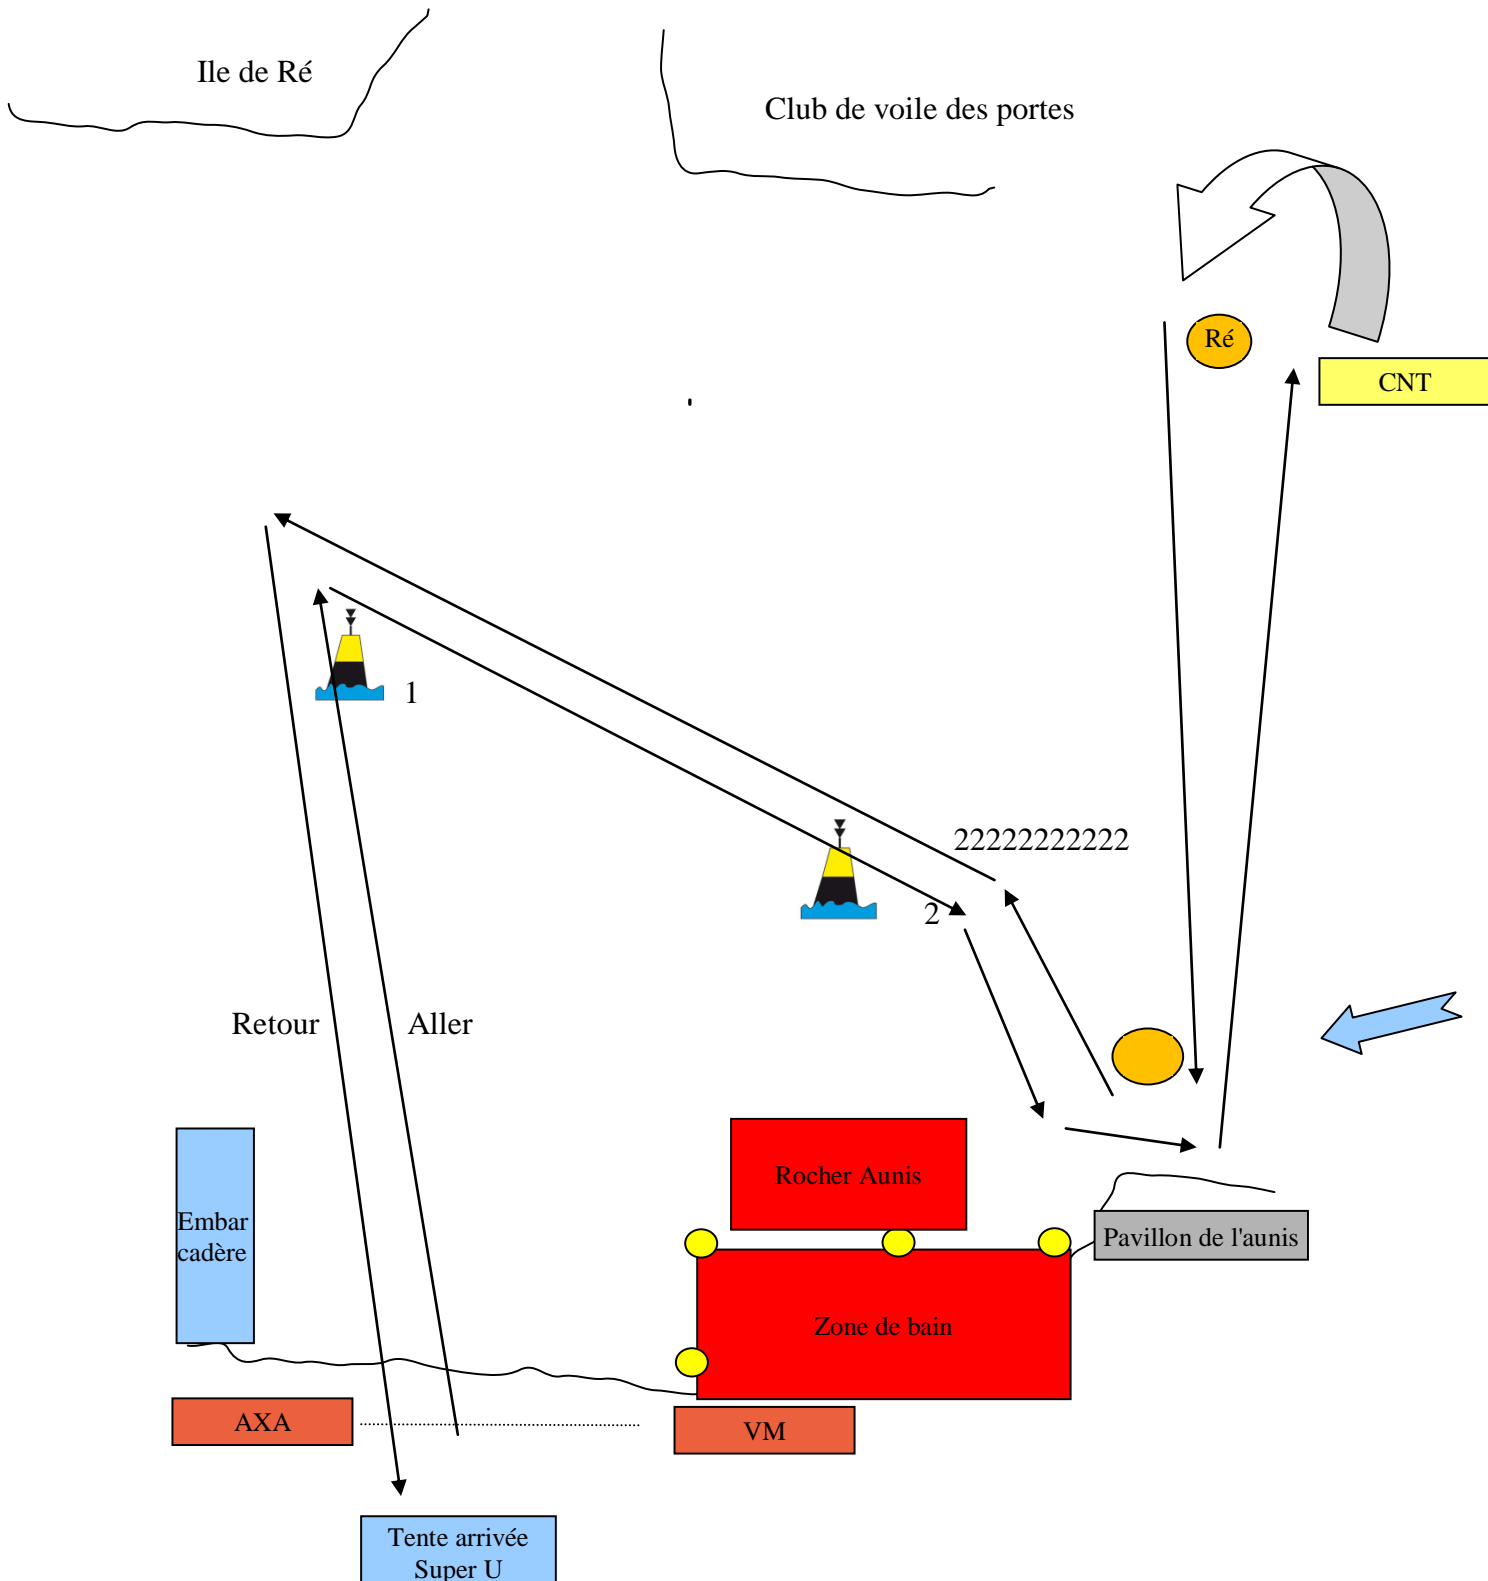 Ile de Ré
Club de voile des portes
Ré
CNT
1
22222222222
2
Retour
Aller
Rocher Aunis
Embar
cadère
Pavillon de l'aunis
Zone de bain
AXA
VM
Tente arrivée
Super U